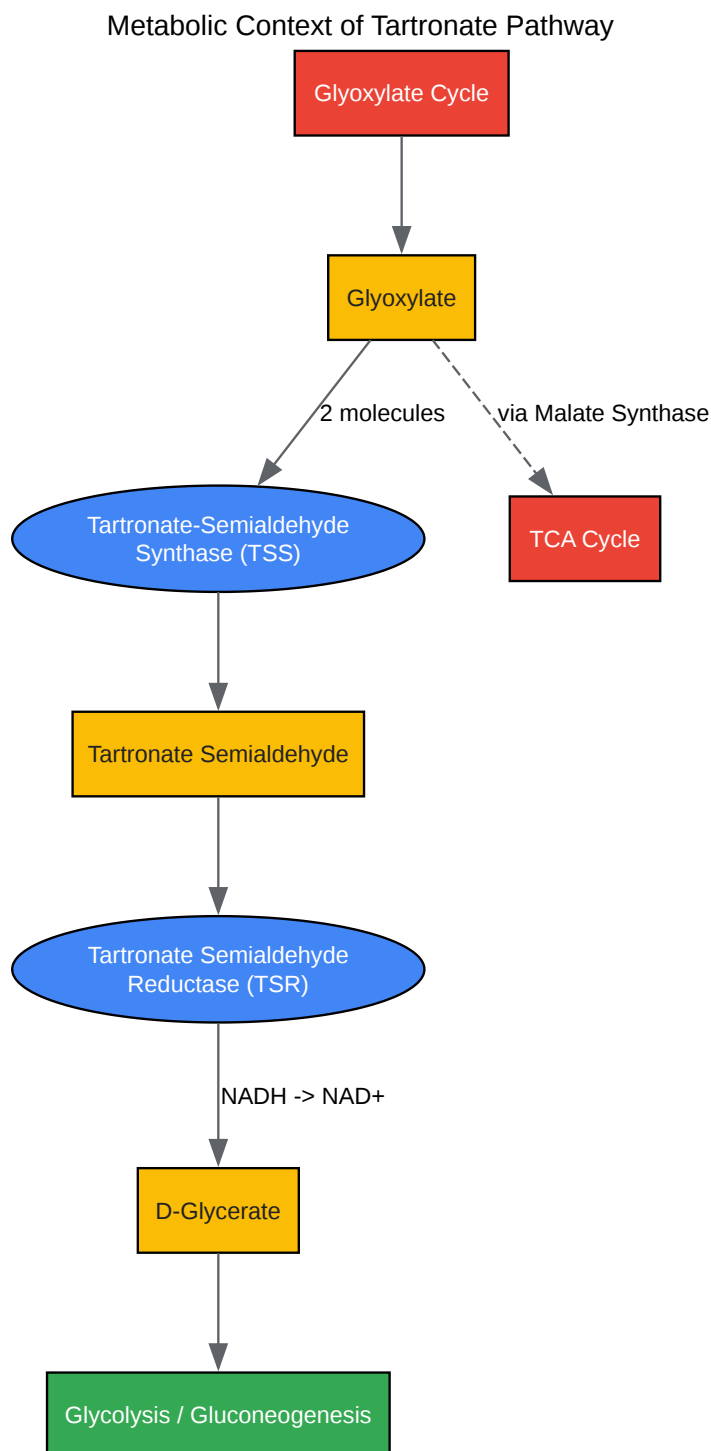 Metabolic Context of Tartronate Pathway
Glyoxylate Cycle
Glyoxylate
2 molecules
via Malate Synthase
Tartronate-Semialdehyde
Synthase (TSS)
TCA Cycle
Tartronate Semialdehyde
Tartronate Semialdehyde
Reductase (TSR)
NADH -> NAD+
D-Glycerate
Glycolysis / Gluconeogenesis